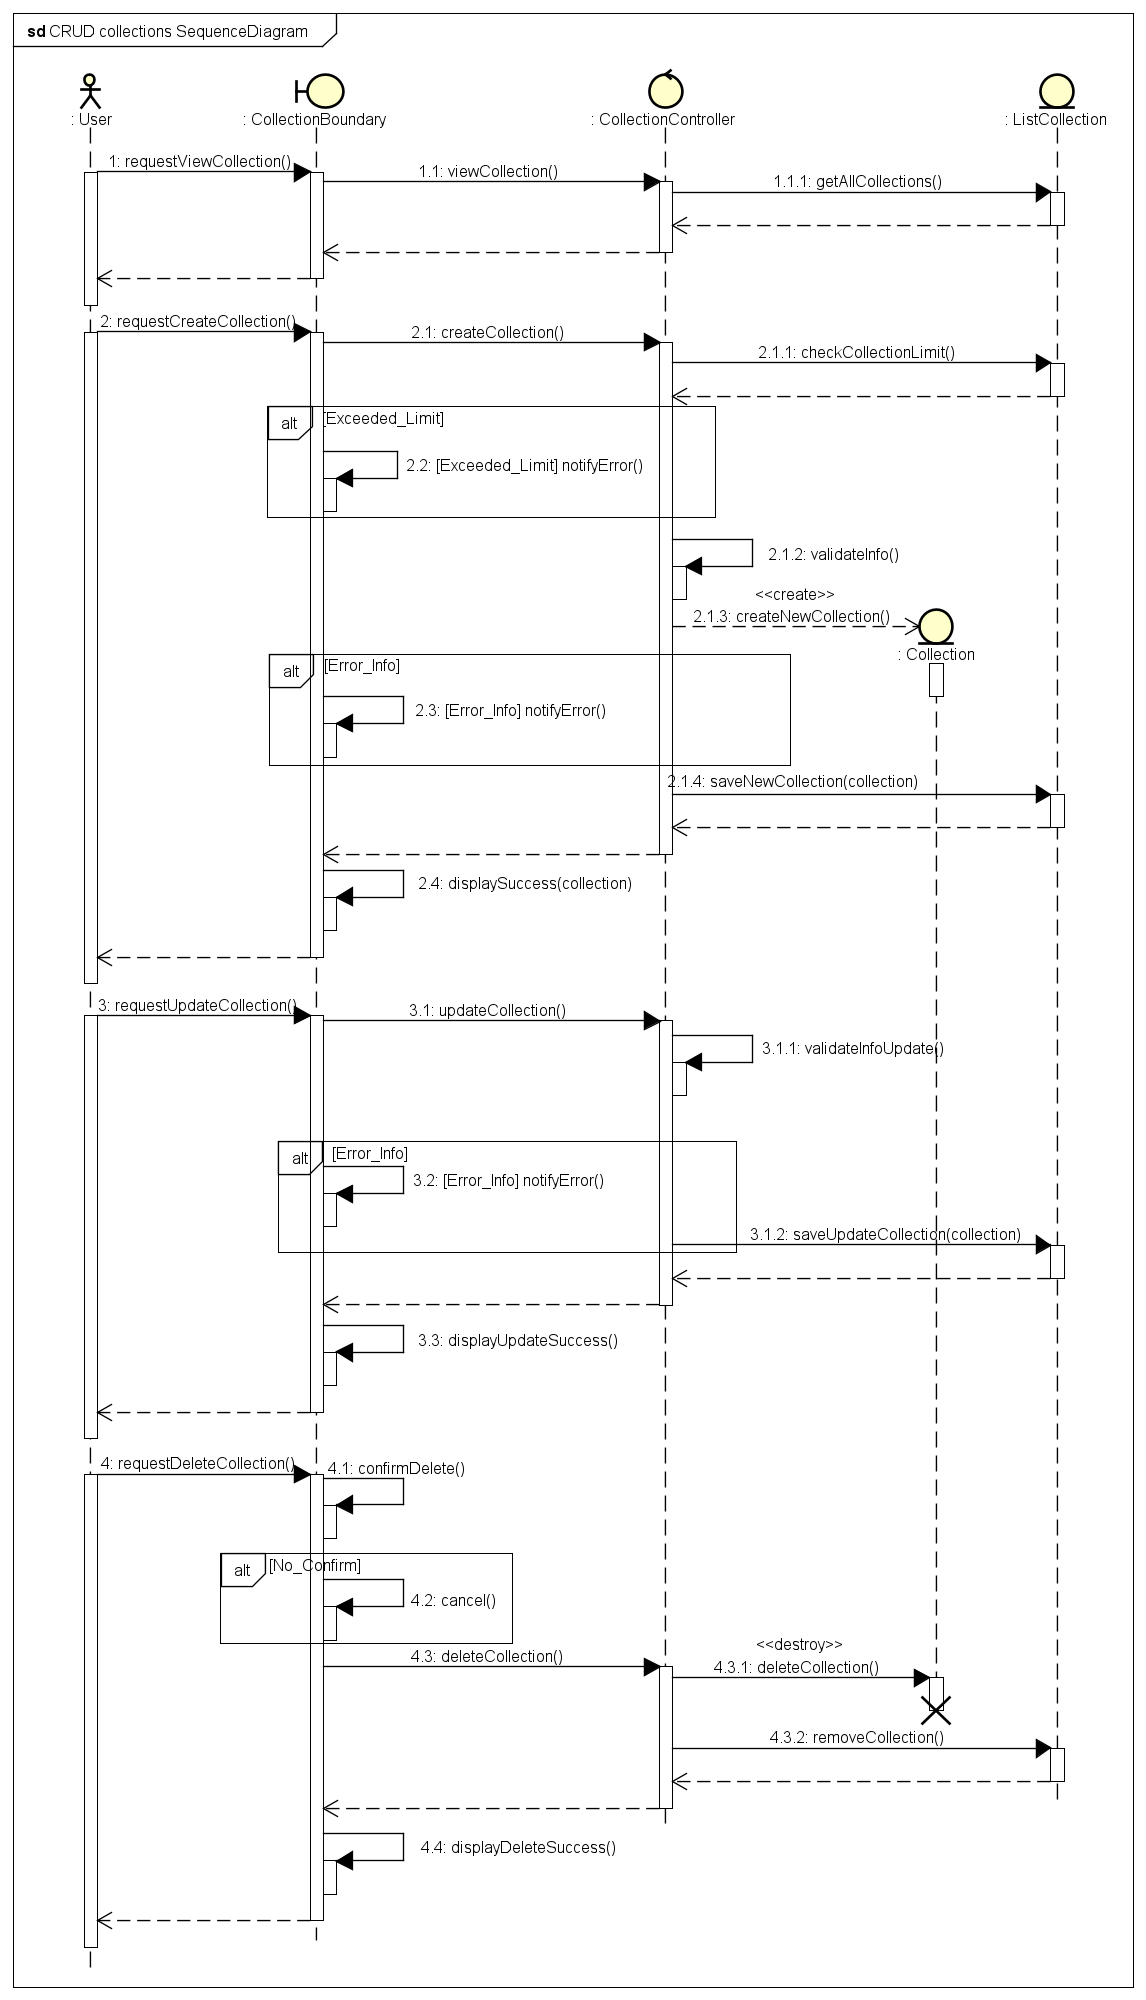 sd CRUD collections SequenceDiagram
: User
: CollectionBoundary
: CollectionController
: ListCollection
1: requestViewCollection()
1.1: viewCollection()
1.1.1: getAllCollections()
2: requestCreateCollection()
2.1: createCollection()
2.1.1: checkCollectionLimit()
alt
[Exceeded_Limit]
2.2: [Exceeded_Limit] notifyError()
2.1.2: validateInfo()
<<create>>
2.1.3: createNewCollection()
: Collection
alt
[Error_Info]
2.3: [Error_Info] notifyError()
2.1.4: saveNewCollection(collection)
2.4: displaySuccess(collection)
3: requestUpdateCollection()
3.1: updateCollection()
3.1.1: validateInfoUpdate()
alt
[Error_Info]
3.2: [Error_Info] notifyError()
3.1.2: saveUpdateCollection(collection)
3.3: displayUpdateSuccess()
4: requestDeleteCollection()
4.1: confirmDelete()
alt
[No_Confirm]
4.2: cancel()
4.3: deleteCollection()
<<destroy>>
4.3.1: deleteCollection()
4.3.2: removeCollection()
4.4: displayDeleteSuccess()